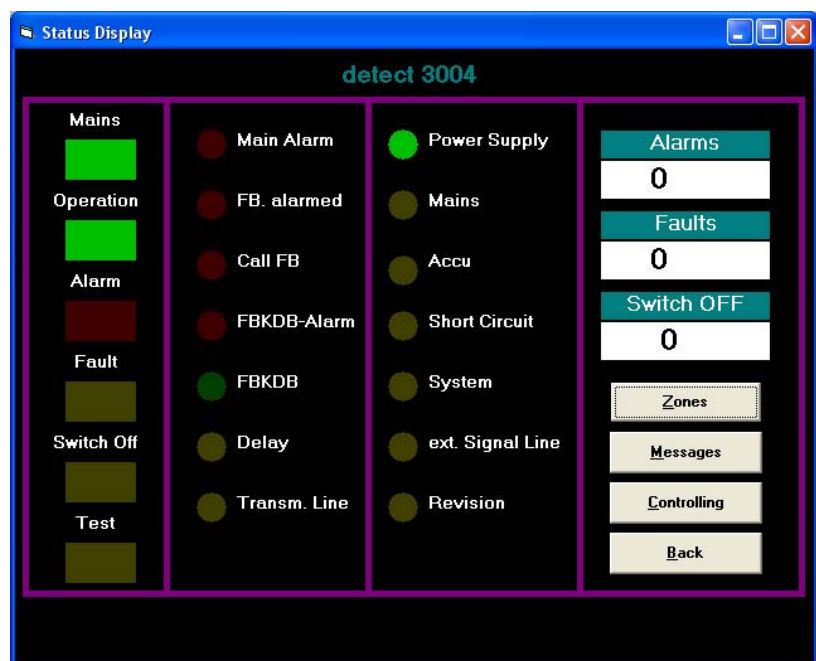 Status Display
detect 3004
Mains
Operation
Alarm
Fault
Switch Off
Test
Main Alarm
FB. alarmed
Call FB
FBKDB-Alarm
FBKDB
Delay
Transm. Line
Power Supply
Mains
Accu
Short Circuit
System
ext. Signal Line
Revision
Alarms
0
Faults
0
Switch OFF
0
Zones
Messages
Controlling
Back